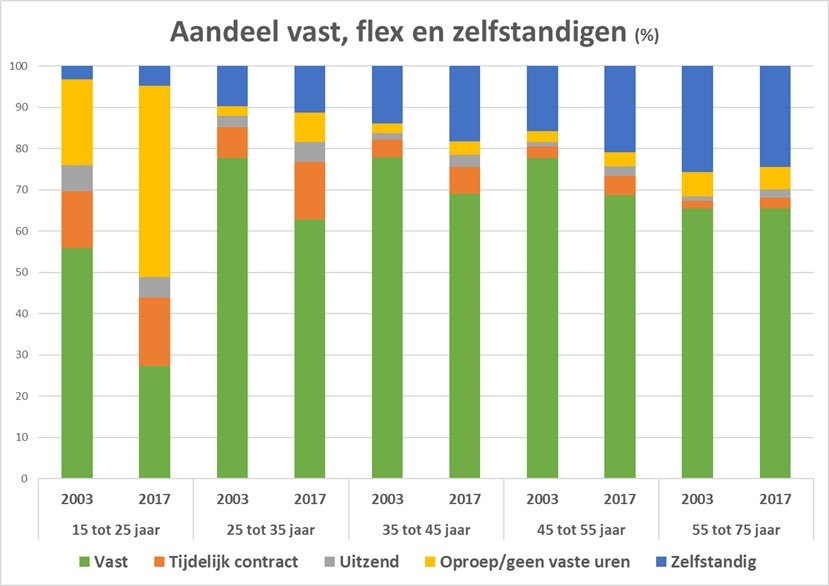 Aandeel vast, flex en zelfstandigen (%)
100
90
80
70
60
50
40
30
20
10
0
2003 2017 2003 2017 2003 2017 2003 2017 2003 2017
15 tot 25 jaar 25 tot 35 jaar 35 tot 45 jaar 45 tot 55 jaar 55 tot 75 jaar
Vast Tijdelijk contract Uitzend Oproep/geen vaste uren Zelfstandig